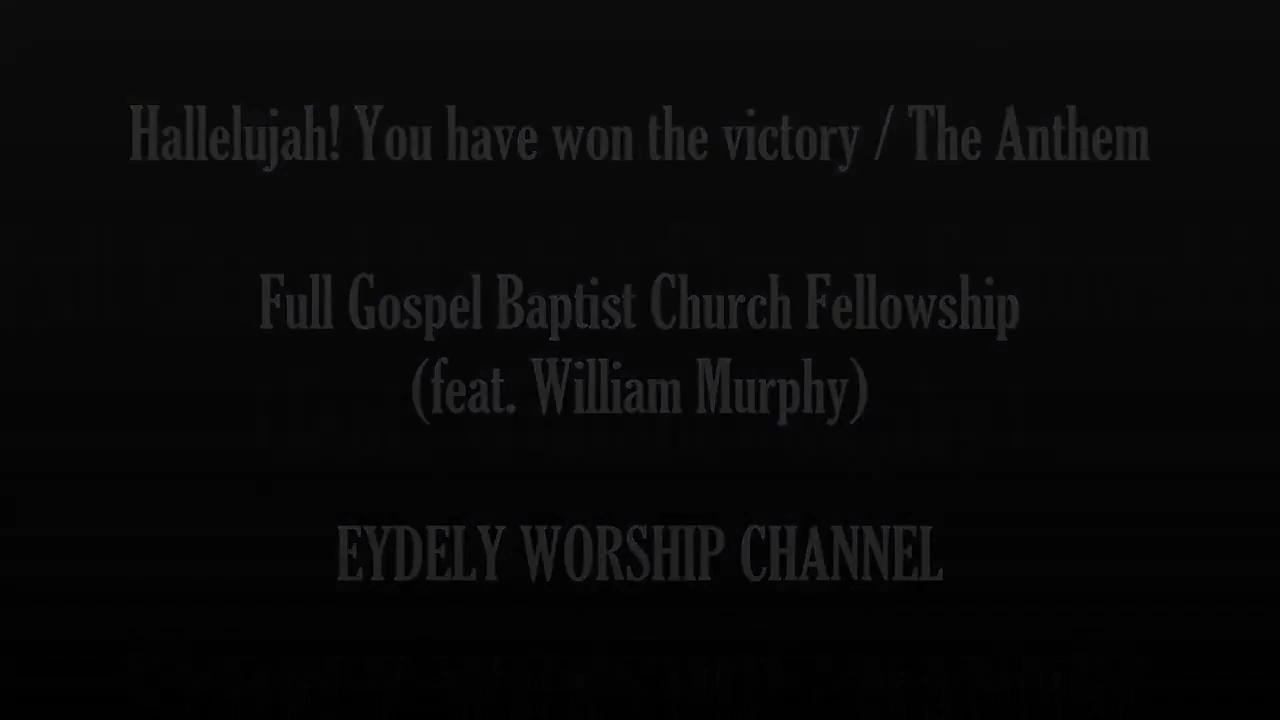 Hallelujah! You have won the victory / The Anthem
Full Gospel Baptist Church Fellowship
(feat. William Murphy)
EYDELY WORSHIP CHANNEL